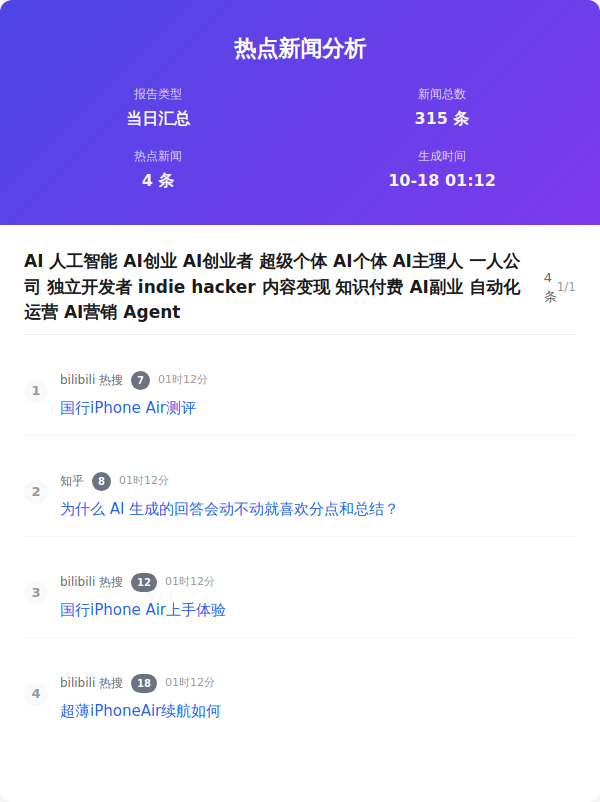 热点新闻分析
报告类型
当日汇总
新闻总数
315 条
热点新闻
4 条
生成时间
10-18 01:12
AI 人工智能 AI创业 AI创业者 超级个体 AI个体 AI主理人 一人公
司 独立开发者 indie hacker 内容变现 知识付费 AI副业 自动化
运营 AI营销 Agent
4
条
1/1
1
bilibili 热搜 7 01时12分
国行iPhone Air测评
2
知乎 8 01时12分
为什么 AI 生成的回答会动不动就喜欢分点和总结？
3
bilibili 热搜 12 01时12分
国行iPhone Air上手体验
4
bilibili 热搜 18 01时12分
超薄iPhoneAir续航如何